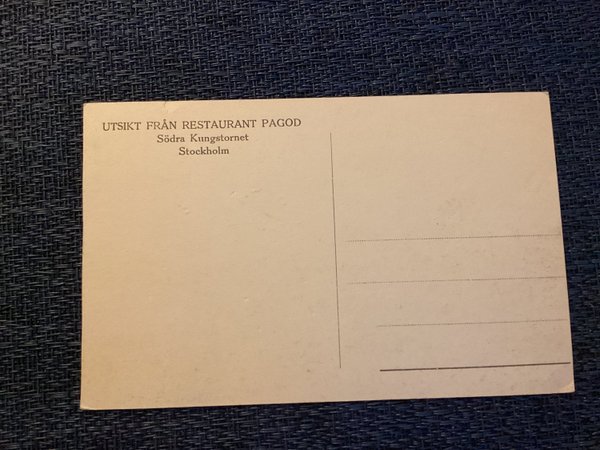 UTSIKT FRÅN RESTAURANT PAGOD
Södra Kungstornet
Stockholm